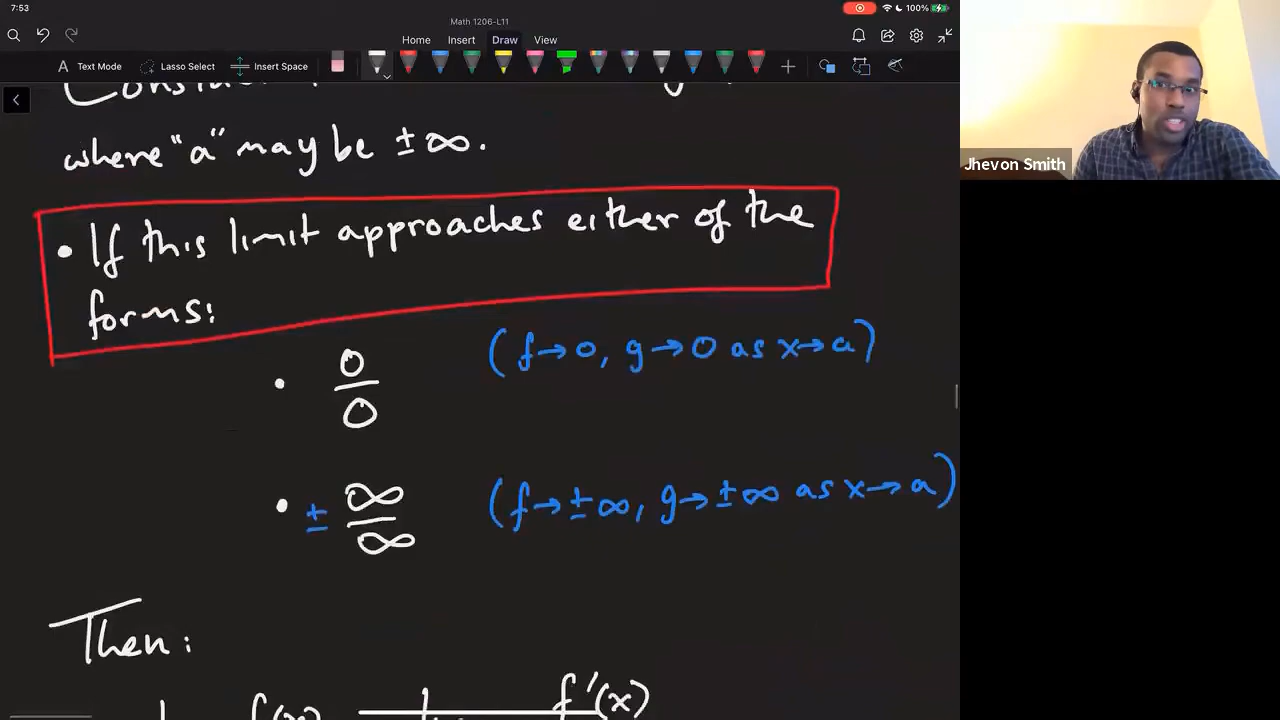 7:53
100%
Math 1206-L11
Home Insert Draw View
Text Mode Lasso Select Insert Space
where "a" may be ±∞.
• If this limit approaches either of the
forms:
• 0/0 (f→0, g→0 as x→a)
• ± ∞/∞ (f→±∞, g→±∞ as x→a)
Then:
f'(x)
Jhevon Smith